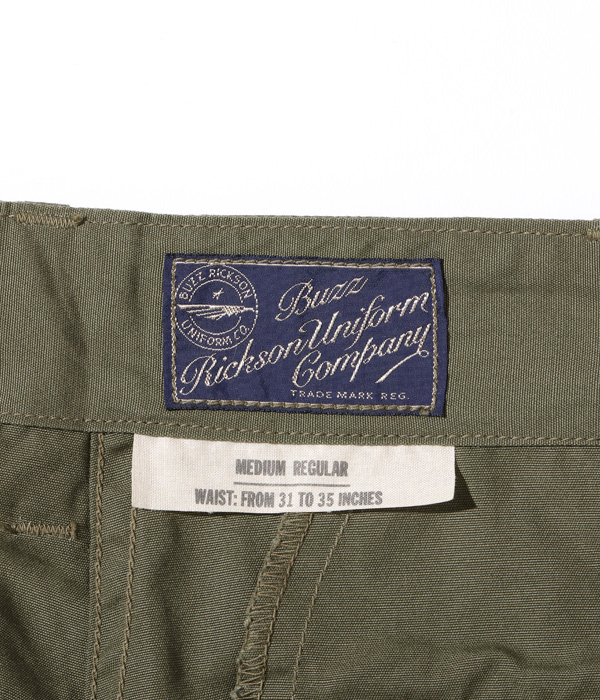 BUZZ RICKSON
UNIFORM CO.
Buzz
Rickson Uniform
Company
TRADE MARK REG.
MEDIUM REGULAR
WAIST: FROM 31 TO 35 INCHES